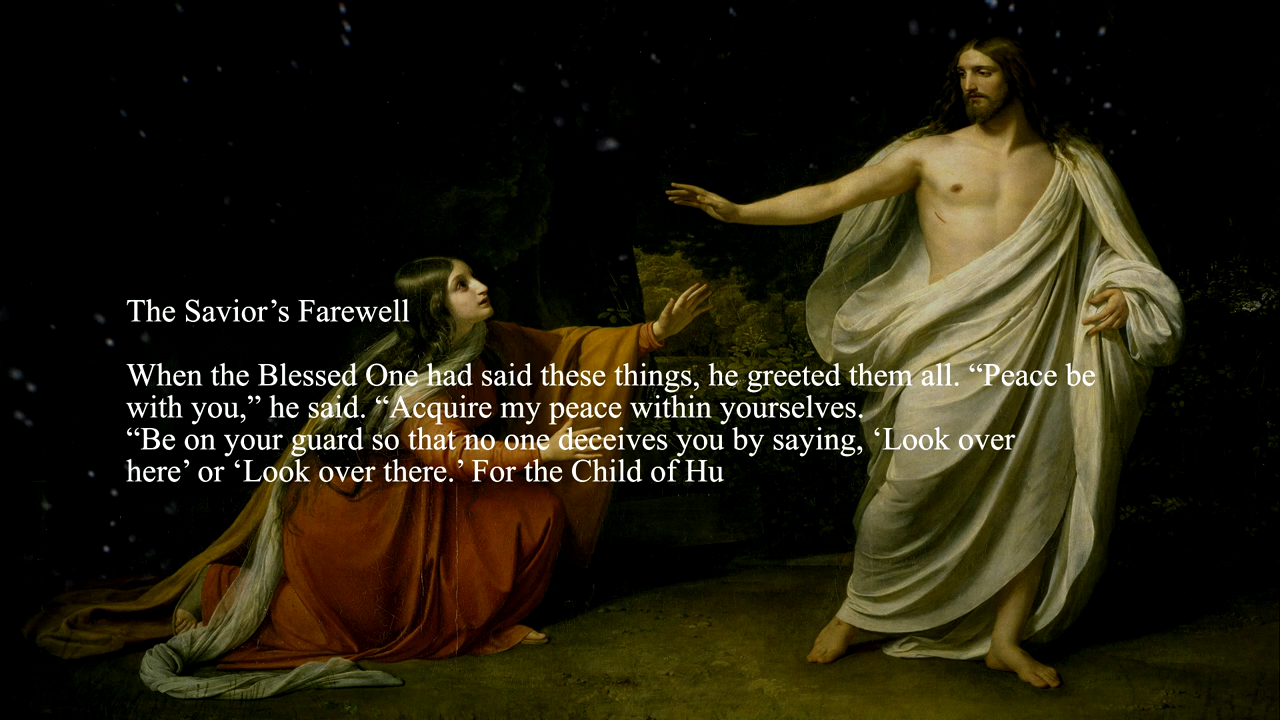 The Savior’s Farewell
When the Blessed One had said these things, he greeted them all. “Peace be
with you,” he said. “Acquire my peace within yourselves.
“Be on your guard so that no one deceives you by saying, ‘Look over
here’ or ‘Look over there.’ For the Child of Hu